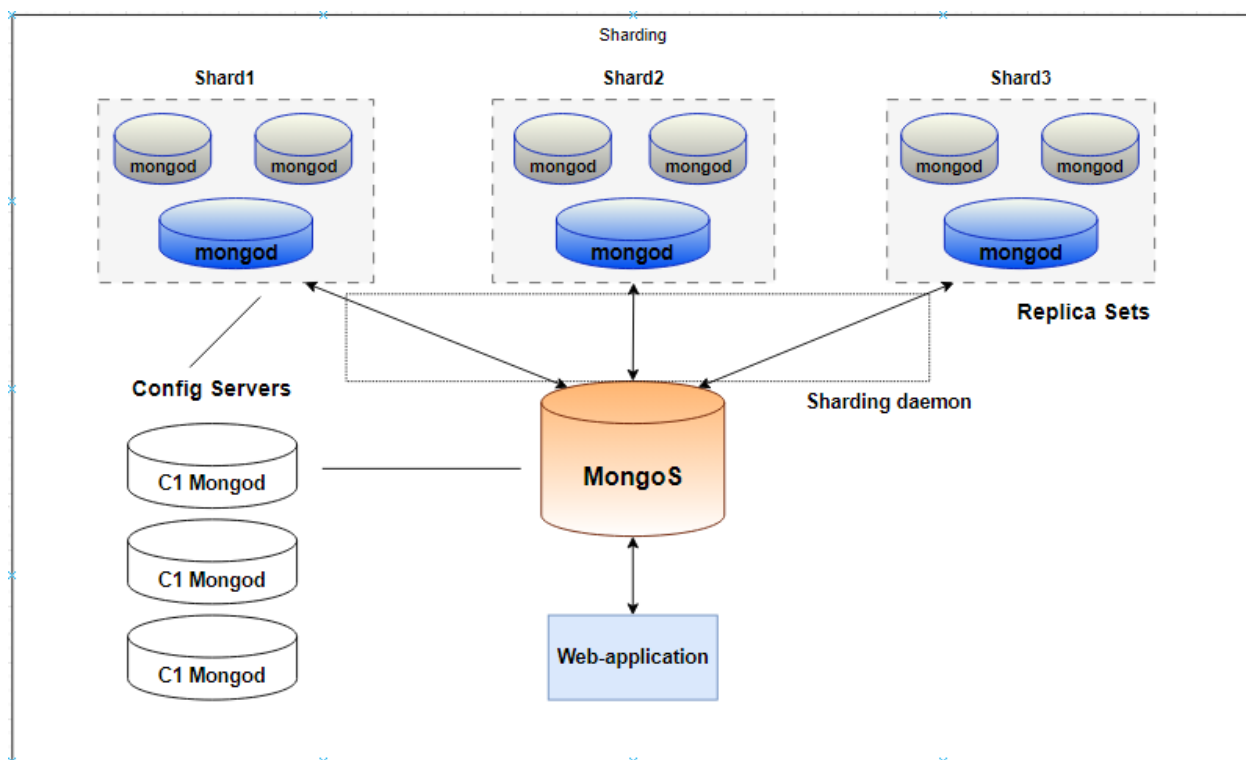 Sharding
Shard1
Shard2
Shard3
mongod
mongod
mongod
mongod
mongod
mongod
mongod
mongod
mongod
Replica Sets
Config Servers
Sharding daemon
MongoS
C1 Mongod
C1 Mongod
C1 Mongod
Web-application